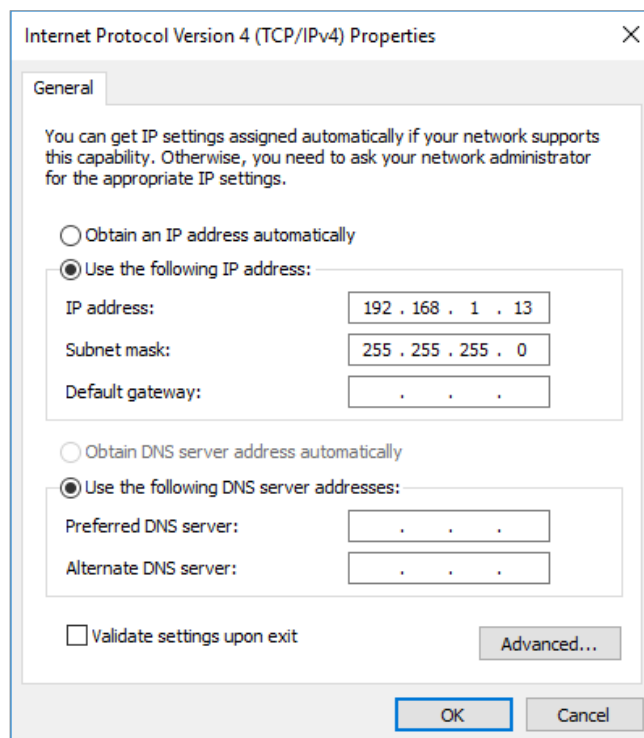 Internet Protocol Version 4 (TCP/IPv4) Properties
General
You can get IP settings assigned automatically if your network supports
this capability. Otherwise, you need to ask your network administrator
for the appropriate IP settings.
Obtain an IP address automatically
Use the following IP address:
IP address: 192 . 168 . 1 . 13
Subnet mask: 255 . 255 . 255 . 0
Default gateway: . . .
Obtain DNS server address automatically
Use the following DNS server addresses:
Preferred DNS server: . . .
Alternate DNS server: . . .
Validate settings upon exit
Advanced...
OK Cancel